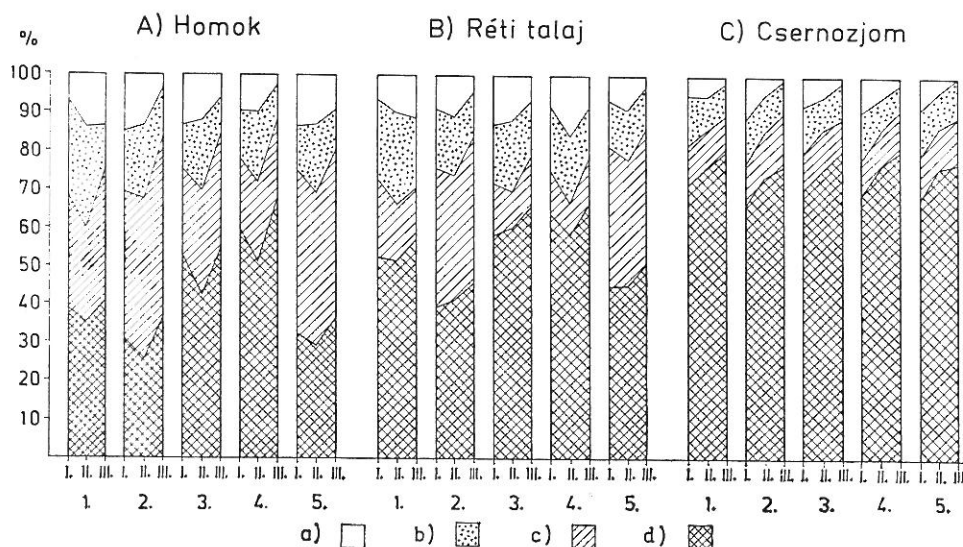 A) Homok B) Réti talaj C) Csernozjom
%
100
90
80
70
60
50
40
30
20
10
I. II. III. I. II. III. I. II. III. I. II. III. I. II. III. I. II. III. I. II. III. I. II. III. I. II. III. I. II. III. I. II. III. I. II. III. I. II. III. I. II. III. I. II. III.
1. 2. 3. 4. 5. 1. 2. 3. 4. 5. 1. 2. 3. 4. 5.
a) b) c) d)